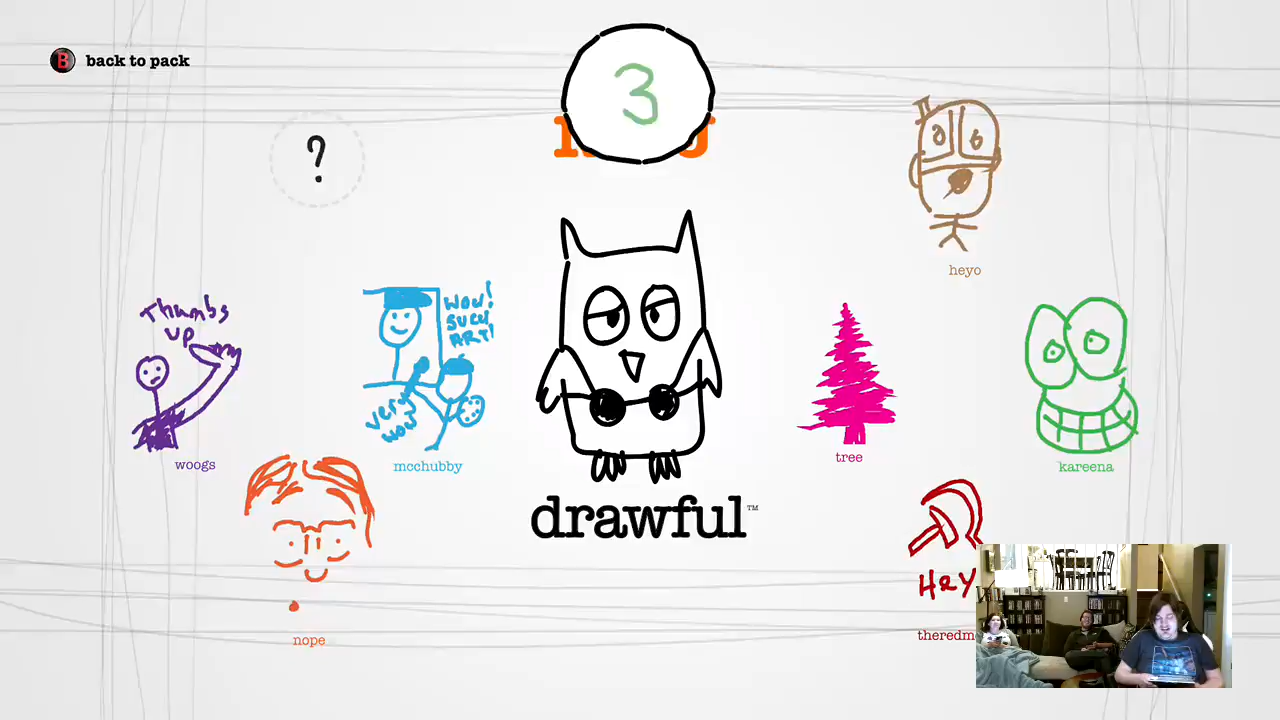 B back to pack
3
?
heyo
Thumbs
up
woogs
WOW!
SUCH
ART!
very
wow
mcchubby
tree
kareena
drawful™
HEY
nope
theredm